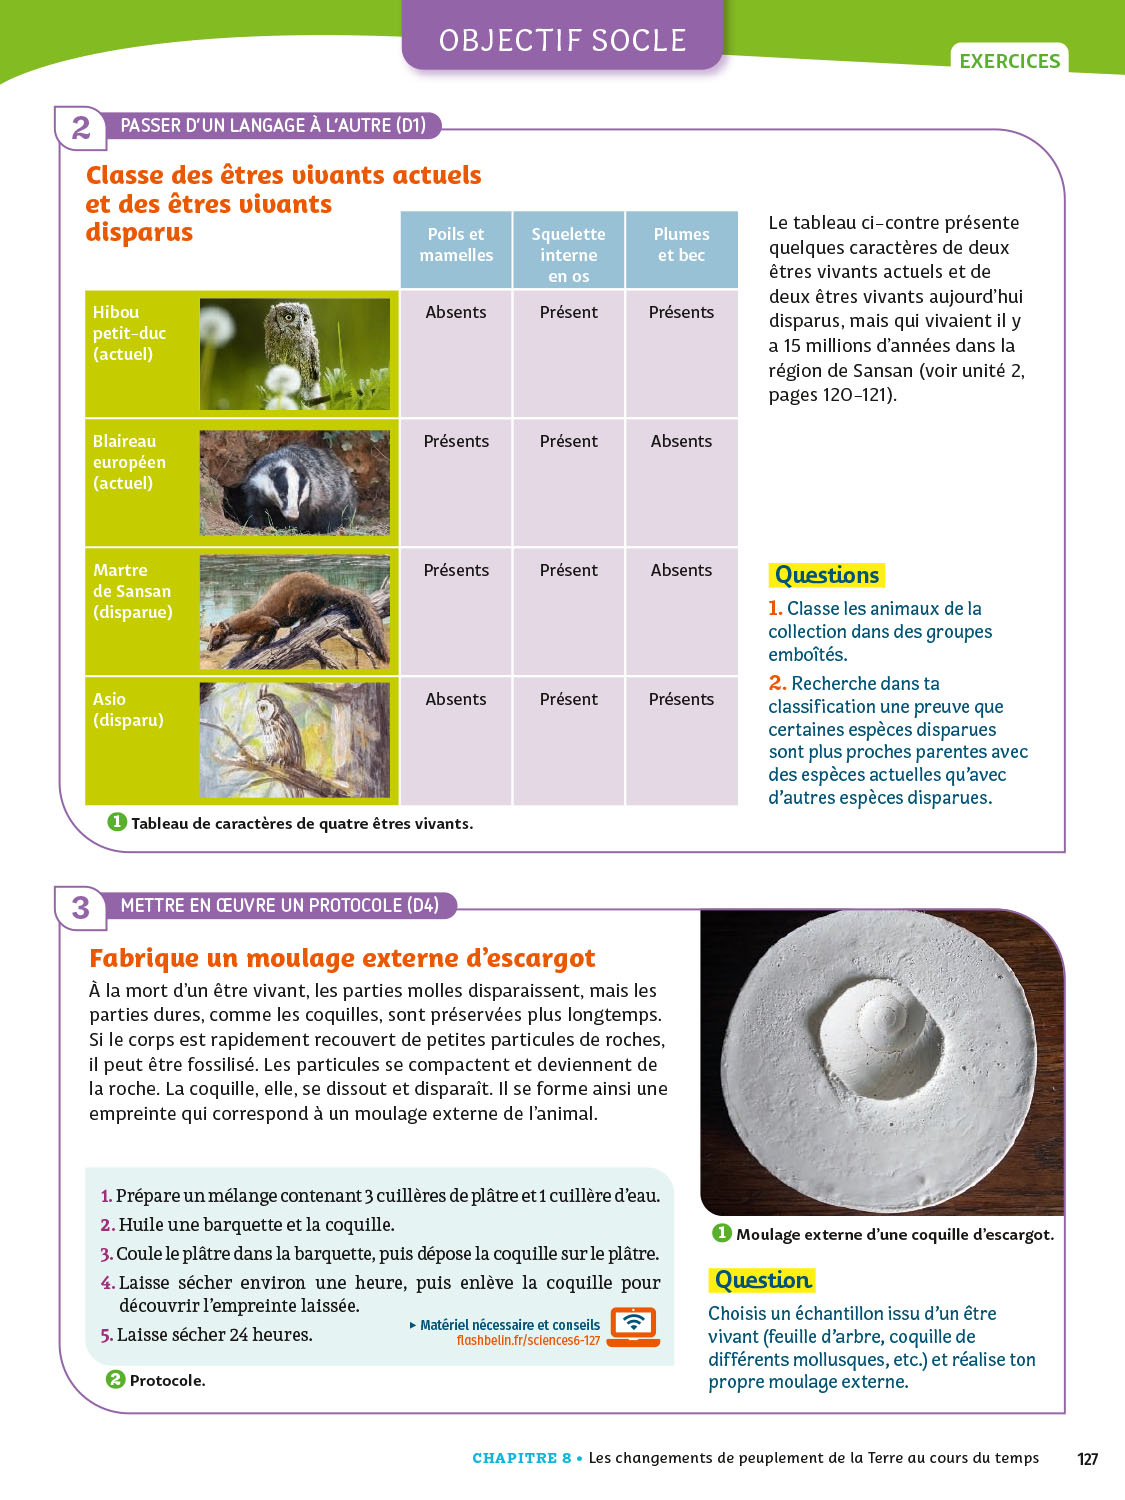 OBJECTIF SOCLE
EXERCICES
2 PASSER D'UN LANGAGE À L'AUTRE (D1)
Classe des êtres vivants actuels
et des êtres vivants
disparus
Poils et
mamelles
Squelette
interne
en os
Plumes
et bec
Hibou
petit-duc
(actuel)
Absents
Présent
Présents
Blaireau
européen
(actuel)
Présents
Présent
Absents
Martre
de Sansan
(disparue)
Présents
Présent
Absents
Asio
(disparu)
Absents
Présent
Présents
1 Tableau de caractères de quatre êtres vivants.
Le tableau ci-contre présente
quelques caractères de deux
êtres vivants actuels et de
deux êtres vivants aujourd'hui
disparus, mais qui vivaient il y
a 15 millions d'années dans la
région de Sansan (voir unité 2,
pages 120-121).
Questions
1. Classe les animaux de la
collection dans des groupes
emboîtés.
2. Recherche dans ta
classification une preuve que
certaines espèces disparues
sont plus proches parentes avec
des espèces actuelles qu'avec
d'autres espèces disparues.
3 METTRE EN ŒUVRE UN PROTOCOLE (D4)
Fabrique un moulage externe d'escargot
À la mort d'un être vivant, les parties molles disparaissent, mais les
parties dures, comme les coquilles, sont préservées plus longtemps.
Si le corps est rapidement recouvert de petites particules de roches,
il peut être fossilisé. Les particules se compactent et deviennent de
la roche. La coquille, elle, se dissout et disparaît. Il se forme ainsi une
empreinte qui correspond à un moulage externe de l'animal.
1. Prépare un mélange contenant 3 cuillères de plâtre et 1 cuillère d'eau.
2. Huile une barquette et la coquille.
3. Coule le plâtre dans la barquette, puis dépose la coquille sur le plâtre.
4. Laisse sécher environ une heure, puis enlève la coquille pour
découvrir l'empreinte laissée.
5. Laisse sécher 24 heures.
▸ Matériel nécessaire et conseils
flashbelin.fr/sciences6-127
2 Protocole.
1 Moulage externe d'une coquille d'escargot.
Question
Choisis un échantillon issu d'un être
vivant (feuille d'arbre, coquille de
différents mollusques, etc.) et réalise ton
propre moulage externe.
CHAPITRE 8 • Les changements de peuplement de la Terre au cours du temps 127